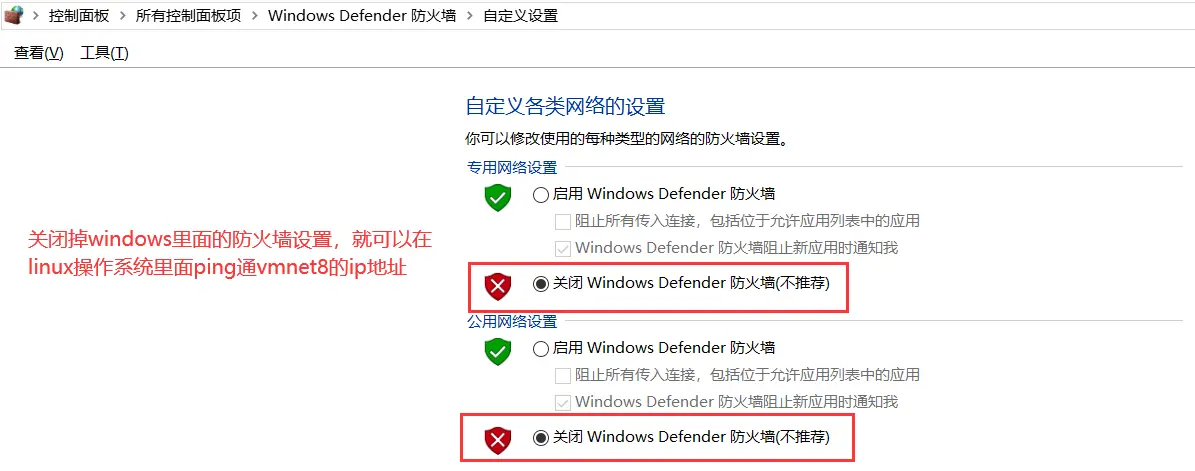 控制面板 > 所有控制面板项 > Windows Defender 防火墙 > 自定义设置
查看(V) 工具(T)
自定义各类网络的设置
你可以修改使用的每种类型的网络的防火墙设置。
专用网络设置
启用 Windows Defender 防火墙
阻止所有传入连接，包括位于允许应用列表中的应用
Windows Defender 防火墙阻止新应用时通知我
关闭 Windows Defender 防火墙(不推荐)
关闭掉windows里面的防火墙设置，就可以在
linux操作系统里面ping通vmnet8的ip地址
公用网络设置
启用 Windows Defender 防火墙
阻止所有传入连接，包括位于允许应用列表中的应用
Windows Defender 防火墙阻止新应用时通知我
关闭 Windows Defender 防火墙(不推荐)